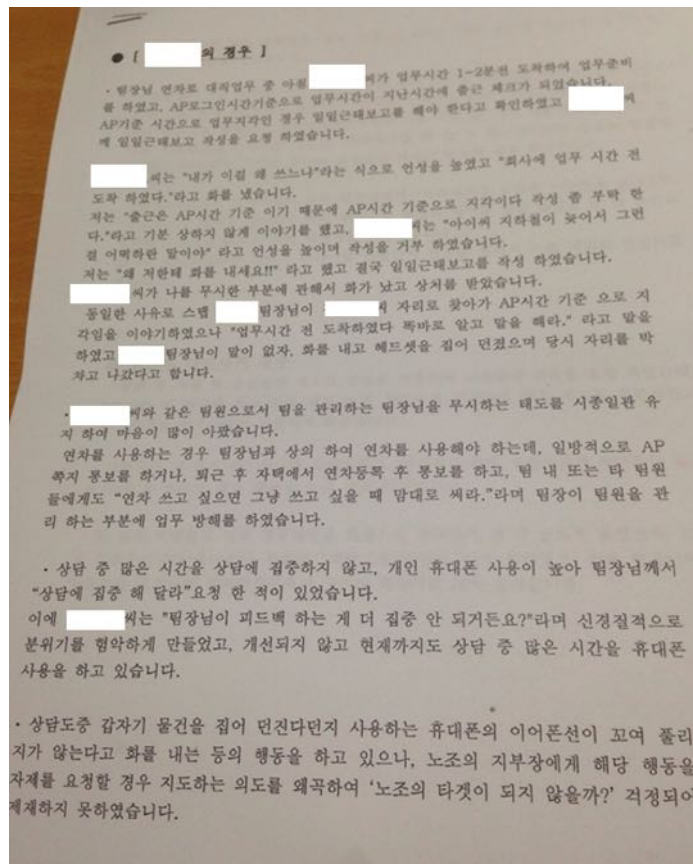 ● [ 의 경우 ]
· 팀장님 연차로 대직업무 중 아침 씨가 업무시간 1-2분전 도착하여 업무준비
를 하였고, AP로그인시간기준으로 업무시간이 지난시간에 출근 체크가 되었습니다.
AP기준 시간으로 업무지각인 경우 일일근태보고를 해야 한다고 확인하였고 씨
께 일일근태보고 작성을 요청 하였습니다.
씨는 "내가 이걸 왜 쓰느냐"라는 식으로 언성을 높였고 "회사에 업무 시간 전
도착 하였다."라고 화를 냈습니다.
저는 "출근은 AP시간 기준 이기 때문에 AP시간 기준으로 지각이다 작성 좀 부탁 한
다."라고 기분 상하지 않게 이야기를 했고, 씨는 "아이씨 지하철이 늦어서 그런
걸 어떡하란 말이야" 라고 언성을 높이며 작성을 거부 하였습니다.
저는 "왜 저한테 화를 내세요!!" 라고 했고 결국 일일근태보고를 작성 하였습니다.
씨가 나를 무시한 부분에 관해서 화가 났고 상처를 받았습니다.
동일한 사유로 스탭 팀장님이 씨 자리로 찾아가 AP시간 기준 으로 지
각임을 이야기하였으나 "업무시간 전 도착하였다 똑바로 알고 말을 해라." 라고 말을
하였고 팀장님이 말이 없자, 화를 내고 헤드셋을 집어 던졌으며 당시 자리를 박
차고 나갔다고 합니다.
· 씨와 같은 팀원으로서 팀을 관리하는 팀장님을 무시하는 태도를 시종일관 유
지 하여 마음이 많이 아팠습니다.
연차를 사용하는 경우 팀장님과 상의 하여 연차를 사용해야 하는데, 일방적으로 AP
쪽지 통보를 하거나, 퇴근 후 자택에서 연차등록 후 통보를 하고, 팀 내 또는 타 팀원
들에게도 "연차 쓰고 싶으면 그냥 쓰고 싶을 때 맘대로 써라."라며 팀장이 팀원을 관
리 하는 부분에 업무 방해를 하였습니다.
· 상담 중 많은 시간을 상담에 집중하지 않고, 개인 휴대폰 사용이 높아 팀장님께서
"상담에 집중 해 달라"요청 한 적이 있었습니다.
이에 씨는 "팀장님이 피드백 하는 게 더 집중 안 되거든요?"라며 신경질적으로
분위기를 험악하게 만들었고, 개선되지 않고 현재까지도 상담 중 많은 시간을 휴대폰
사용을 하고 있습니다.
· 상담도중 갑자기 물건을 집어 던진다던지 사용하는 휴대폰의 이어폰선이 꼬여 풀리
지가 않는다고 화를 내는 등의 행동을 하고 있으나, 노조의 지부장에게 해당 행동을
자제를 요청할 경우 지도하는 의도를 왜곡하여 '노조의 타겟이 되지 않을까?' 걱정되어
제재하지 못하였습니다.